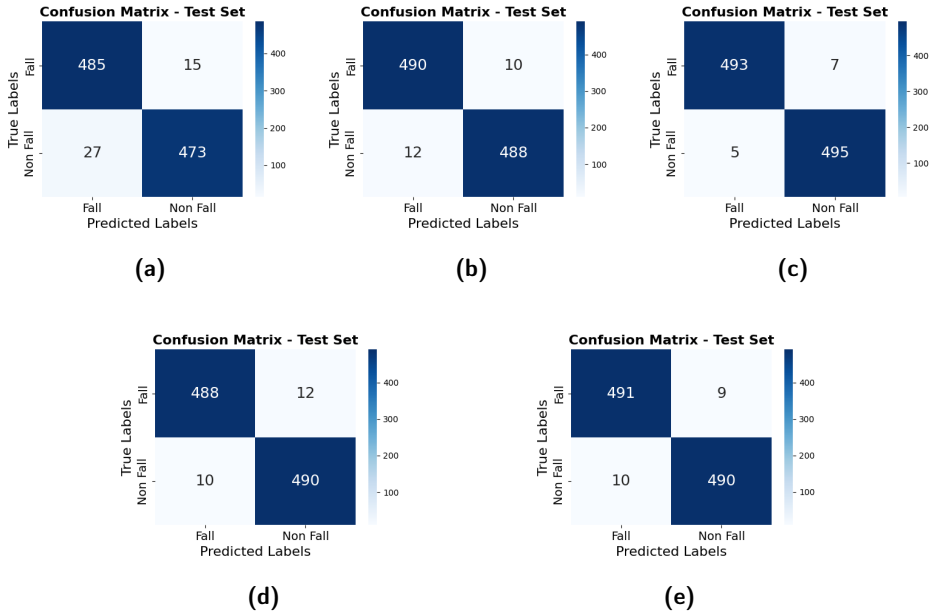 Confusion Matrix - Test Set
True Labels
Fall
Non Fall
485 15
27 473
400
300
200
100
Fall Non Fall
Predicted Labels
(a)
Confusion Matrix - Test Set
True Labels
Fall
Non Fall
490 10
12 488
400
300
200
100
Fall Non Fall
Predicted Labels
(b)
Confusion Matrix - Test Set
True Labels
Fall
Non Fall
493 7
5 495
400
300
200
100
Fall Non Fall
Predicted Labels
(c)
Confusion Matrix - Test Set
True Labels
Fall
Non Fall
488 12
10 490
400
300
200
100
Fall Non Fall
Predicted Labels
(d)
Confusion Matrix - Test Set
True Labels
Fall
Non Fall
491 9
10 490
400
300
200
100
Fall Non Fall
Predicted Labels
(e)